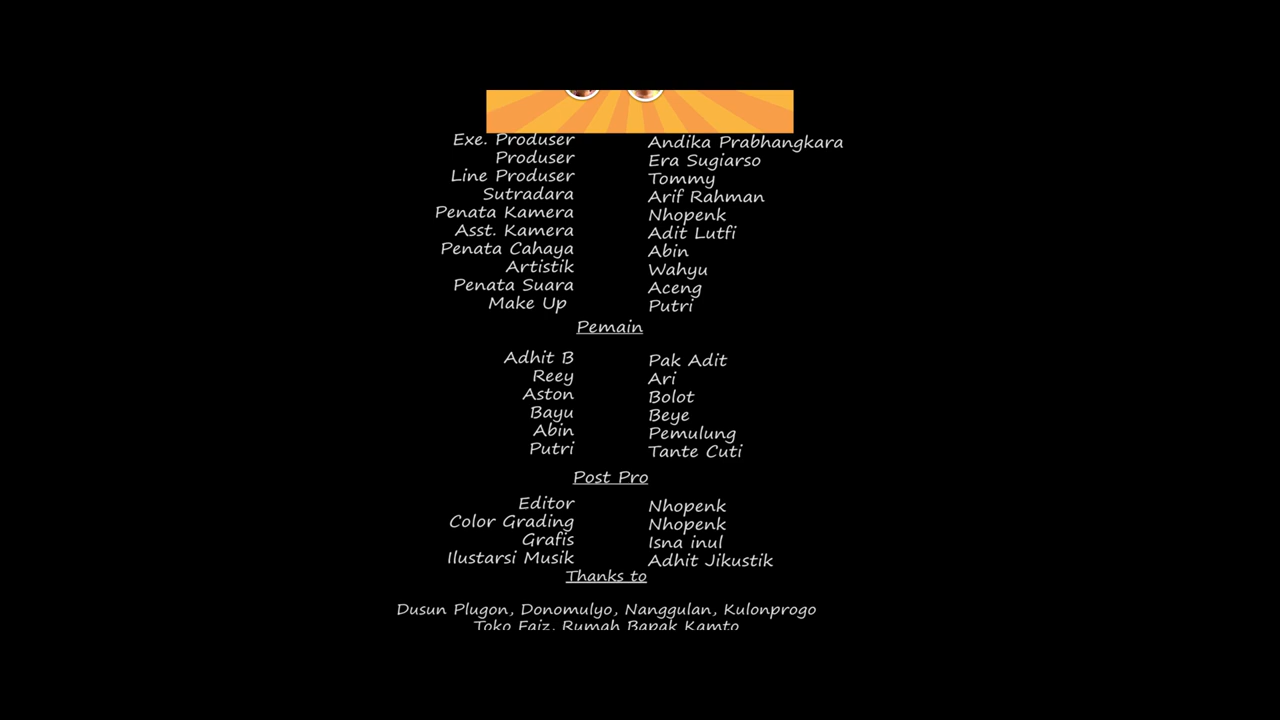 Exe. Produser Andika Prabhangkara
Produser Era Sugiarso
Line Produser Tommy
Sutradara Arif Rahman
Penata Kamera Nhopenk
Asst. Kamera Adit Lutfi
Penata Cahaya Abin
Artistik Wahyu
Penata Suara Aceng
Make Up Putri
Pemain
Adhit B Pak Adit
Reey Ari
Aston Bolot
Bayu Beye
Abin Pemulung
Putri Tante Cuti
Post Pro
Editor Nhopenk
Color Grading Nhopenk
Grafis Isna inul
Ilustarsi Musik Adhit Jikustik
Thanks to
Dusun Plugon, Donomulyo, Nanggulan, Kulonprogo
Toko Faiz, Rumah Bapak Kamto